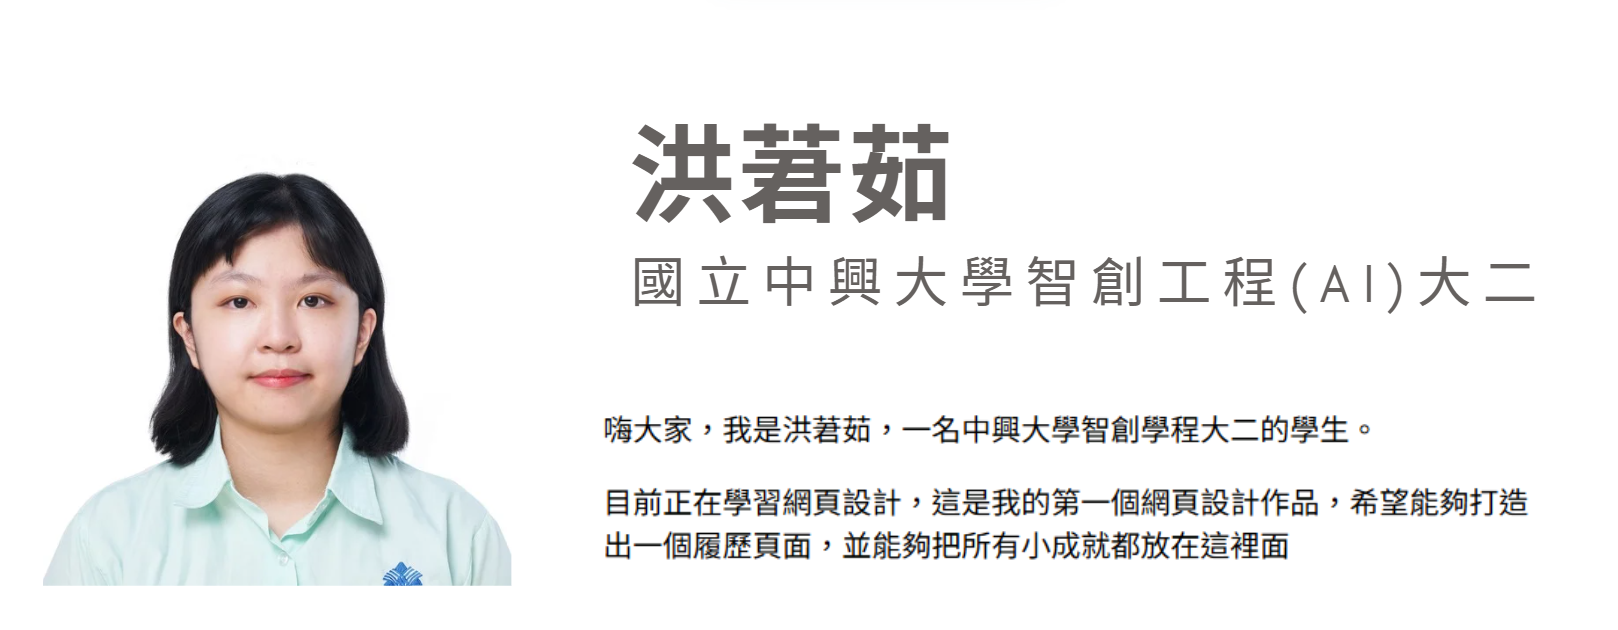 洪莙茹
國立中興大學智創工程(AI)大二
嗨大家，我是洪莙茹，一名中興大學智創學程大二的學生。
目前正在學習網頁設計，這是我的第一個網頁設計作品，希望能夠打造
出一個履歷頁面，並能夠把所有小成就都放在這裡面